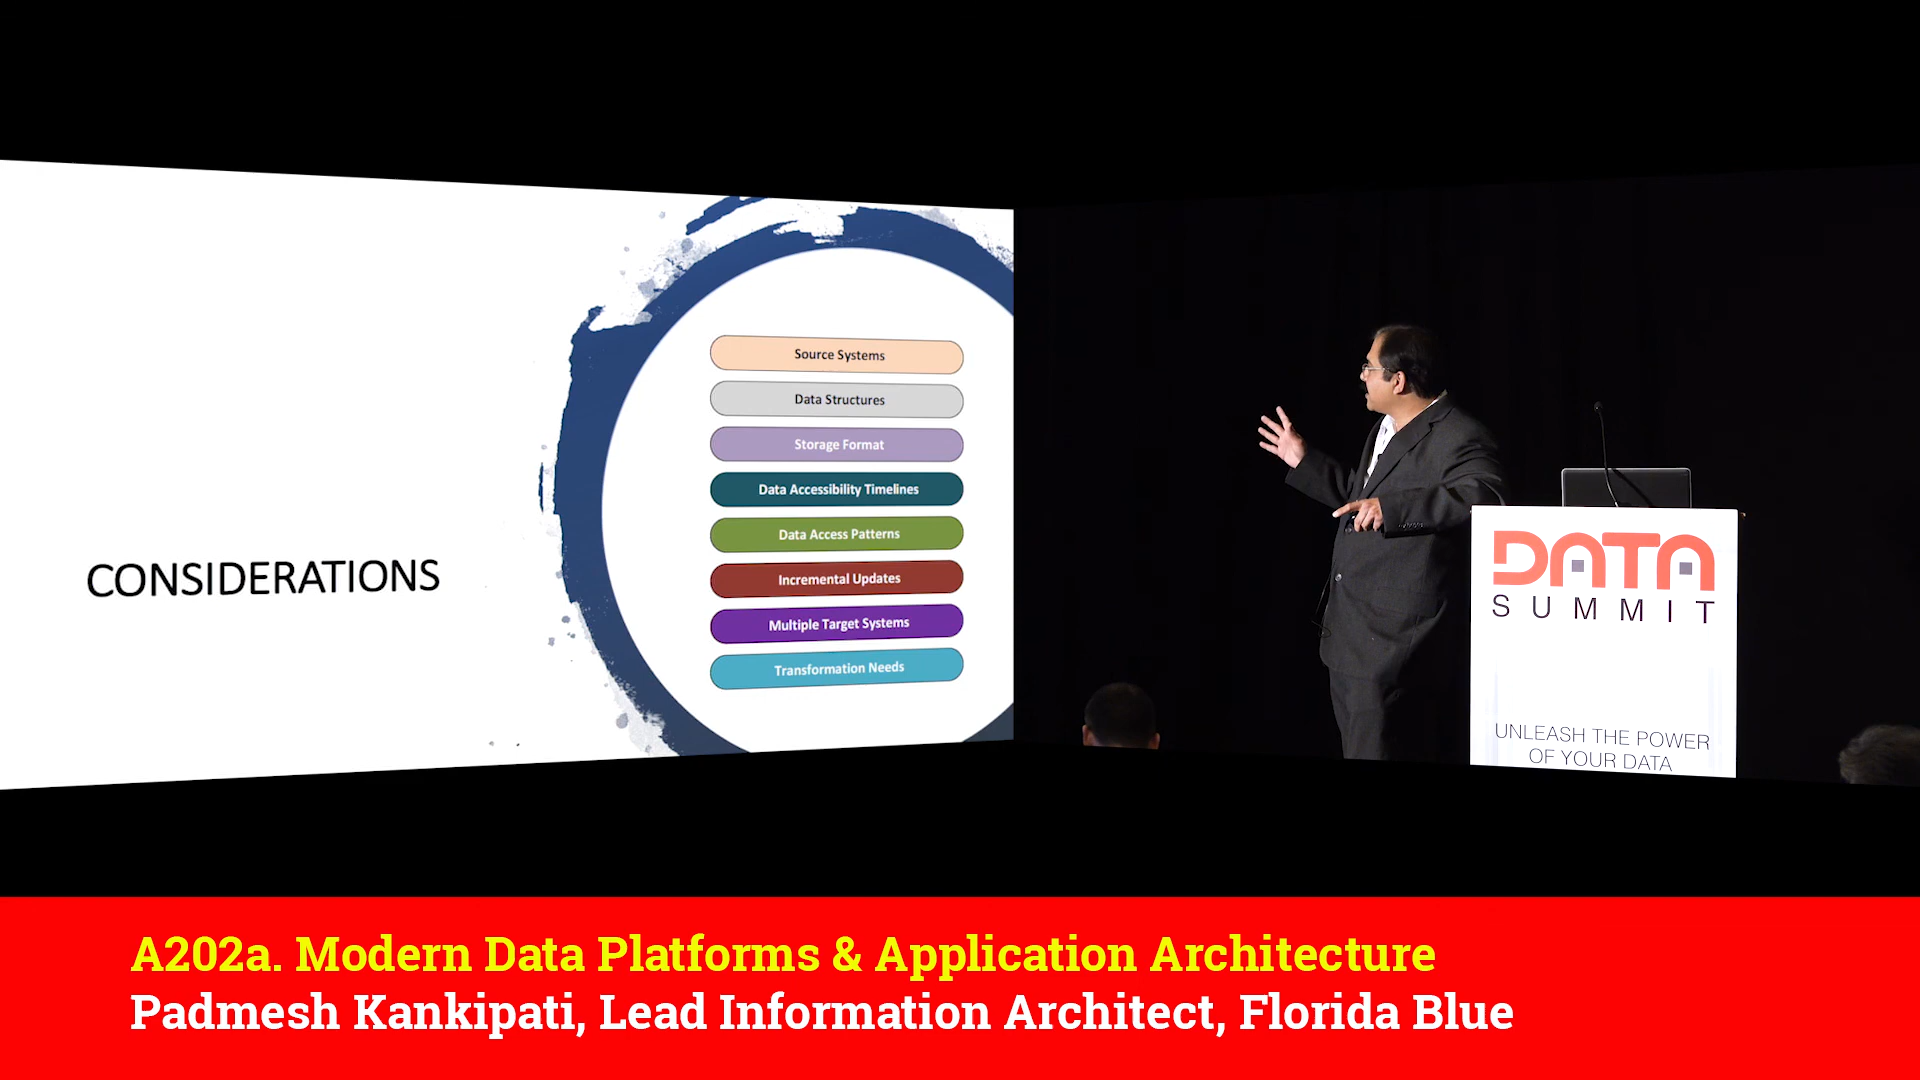 CONSIDERATIONS
Source Systems
Data Structures
Storage Format
Data Accessibility Timelines
Data Access Patterns
Incremental Updates
Multiple Target Systems
Transformation Needs
DATA
SUMMIT
UNLEASH THE POWER
OF YOUR DATA
A202a. Modern Data Platforms & Application Architecture
Padmesh Kankipati, Lead Information Architect, Florida Blue